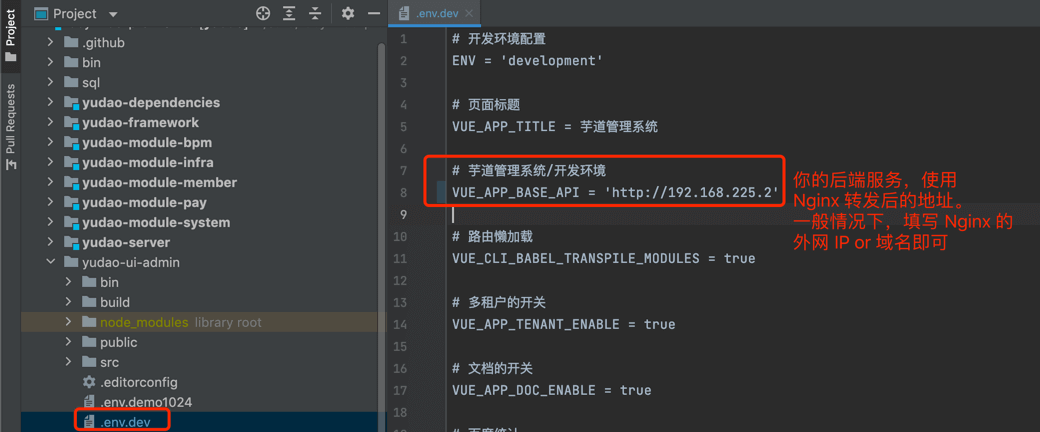 Project
Pull Requests
Project
yudao-dependencies
.github
bin
sql
yudao-dependencies
yudao-framework
yudao-module-bpm
yudao-module-infra
yudao-module-member
yudao-module-pay
yudao-module-system
yudao-server
yudao-ui-admin
bin
build
node_modules library root
public
src
.editorconfig
.env.demo1024
.env.dev
.env.dev
1 # 开发环境配置
2 ENV = 'development'
3
4 # 页面标题
5 VUE_APP_TITLE = 芋道管理系统
6
7 # 芋道管理系统/开发环境
8 VUE_APP_BASE_API = 'http://192.168.225.2'
9
10 # 路由懒加载
11 VUE_CLI_BABEL_TRANSPILE_MODULES = true
12
13 # 多租户的开关
14 VUE_APP_TENANT_ENABLE = true
15
16 # 文档的开关
17 VUE_APP_DOC_ENABLE = true
18
你的后端服务，使用
Nginx 转发后的地址。
一般情况下，填写 Nginx 的
外网 IP or 域名即可